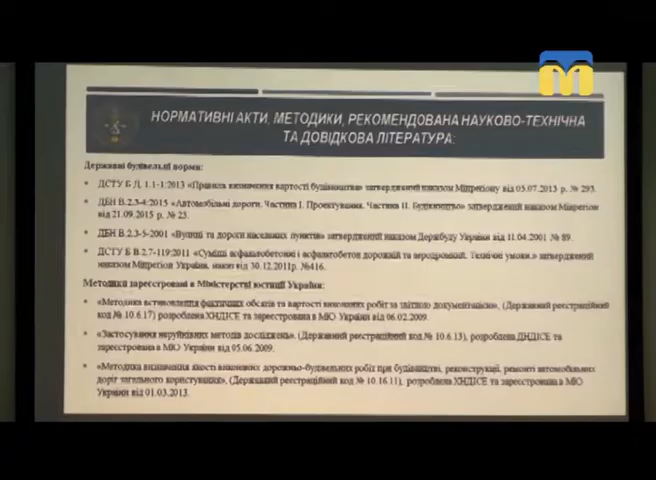 M
НОРМАТИВНІ АКТИ, МЕТОДИКИ, РЕКОМЕНДОВАНА НАУКОВО-ТЕХНІЧНА
ТА ДОВІДКОВА ЛІТЕРАТУРА:
Державні будівельні норми:
ДСТУ Б Д. 1.1-1:2013 «Правила визначення вартості будівництва» затверджений наказом Мінрегіону від 05.07.2013 р. № 293.
ДБН В.2.3-4:2015 «Автомобільні дороги. Частина І. Проектування. Частина ІІ. Будівництво» затверджений наказом Мінрегіон
від 21.09.2015 р. № 23.
ДБН В.2.3-5-2001 «Вулиці та дороги населених пунктів» затверджений наказом Держбуду України від 11.04.2001 № 89.
ДСТУ Б В.2.7-119:2011 «Суміші асфальтобетонні і асфальтобетон дорожній та аеродромний. Технічні умови.» затверджений
наказом Мінрегіон України, від 30.12.2011р. №416.
Методики зареєстровані в Міністерстві юстиції України:
«Методика встановлення фактичних обсягів та вартості виконаних робіт за звітною документацією», (Державний реєстраційний
код № 10.6.17) розроблена ХНДІСЕ та зареєстрована в МЮ України від 06.02.2009.
«Застосування неруйнівних методів досліджень». (Державний реєстраційний код № 10.6.13), розроблена ДНДІСЕ та
зареєстрована в МЮ України від 05.06.2009.
«Методика визначення якості виконаних дорожньо-будівельних робіт при будівництві, реконструкції, ремонті автомобільних
доріг загального користування», (Державний реєстраційний код № 10.16.11), розроблена ХНДІСЕ та зареєстрована в МЮ
України від 01.03.2013.